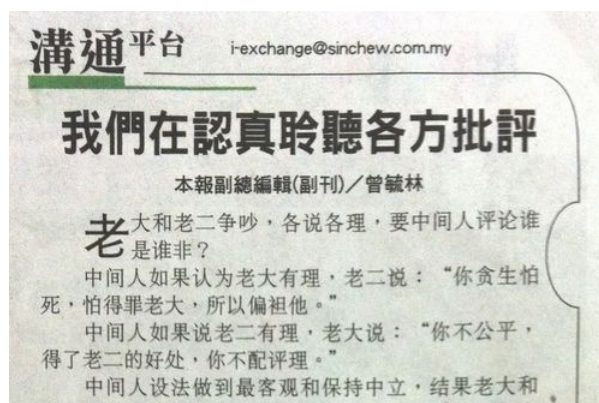 溝通平台 i-exchange@sinchew.com.my
我們在認真聆聽各方批評
本報副總編輯(副刊)／曾毓林
老大和老二争吵，各说各理，要中间人评论谁
是谁非？
中间人如果认为老大有理，老二说：“你贪生怕
死，怕得罪老大，所以偏袒他。”
中间人如果说老二有理，老大说：“你不公平，
得了老二的好处，你不配评理。”
中间人设法做到最客观和保持中立，结果老大和